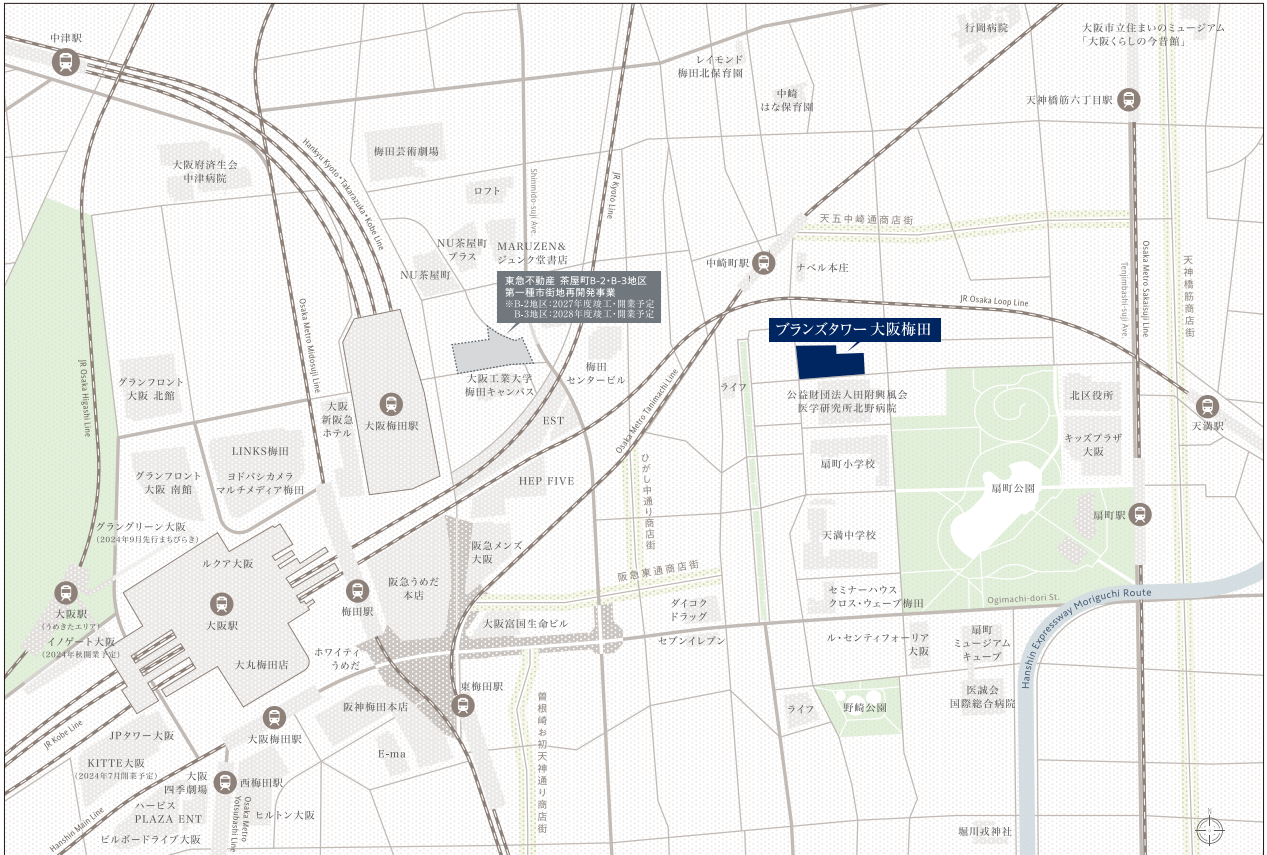 中津駅
行岡病院
大阪市立住まいのミュージアム
「大阪くらしの今昔館」
レイモンド
梅田北保育園
中崎
はな保育園
天神橋筋六丁目駅
梅田芸術劇場
大阪府済生会
中津病院
Hankyu Kyoto・Takarazuka・Kobe Line
ロフト
Shinmido-suji Ave.
JR Kyoto Line
天五中崎通商店街
NU茶屋町
プラス
MARUZEN&
ジュンク堂書店
NU茶屋町
中崎町駅
ナベル本庄
Osaka Metro Sakaisuji Line
Tenjimbashi-suji Ave.
天神橋筋商店街
東急不動産 茶屋町B-2・B-3地区
第一種市街地再開発事業
※B-2地区:2027年度竣工・開業予定
B-3地区:2028年度竣工・開業予定
JR Osaka Loop Line
Osaka Metro Midosuji Line
ブランズタワー大阪梅田
JR Osaka Higashi Line
グランフロント
大阪 北館
大阪工業大学
梅田キャンパス
梅田
センタービル
ライフ
公益財団法人田附興風会
医学研究所北野病院
北区役所
大阪
新阪急
ホテル
大阪梅田駅
EST
Osaka Metro Tanimachi Line
天満駅
キッズプラザ
大阪
LINKS梅田
ヨドバシカメラ
マルチメディア梅田
グランフロント
大阪 南館
HEP FIVE
ひがし中通り商店街
扇町小学校
扇町公園
扇町駅
グラングリーン大阪
(2024年9月先行まちびらき)
ルクア大阪
阪急メンズ
大阪
天満中学校
阪急うめだ
本店
阪急東通商店街
大阪駅
(うめきたエリア)
大阪駅
梅田駅
セミナーハウス
クロス・ウェーブ梅田
Ogimachi-dori St.
Hanshin Expressway Moriguchi Route
イノゲート大阪
(2024年秋開業予定)
大阪富国生命ビル
ダイコク
ドラッグ
セブンイレブン
ル・センティフォーリア
大阪
扇町
ミュージアム
キューブ
大丸梅田店
ホワイティ
うめだ
東梅田駅
医誠会
国際総合病院
曽根崎お初天神通り商店街
阪神梅田本店
ライフ
野崎公園
JR Kobe Line
JPタワー大阪
大阪梅田駅
E-ma
KITTE大阪
(2024年7月開業予定)
大阪
四季劇場
西梅田駅
ハービス
PLAZA ENT
Osaka Metro
Yotsubashi Line
ヒルトン大阪
Hanshin Main Line
ビルボードライブ大阪
堀川戎神社
N